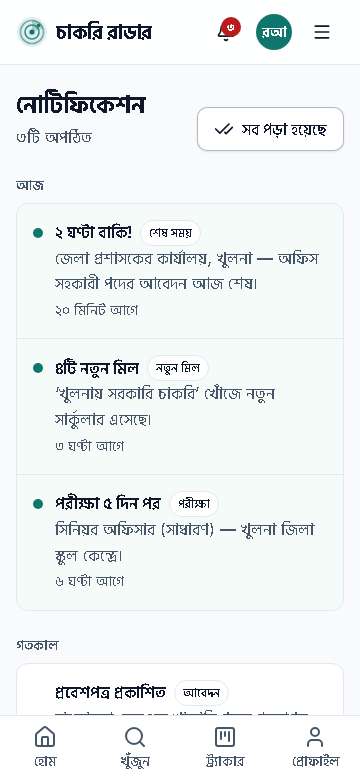 চাকরি রাডার
৩
রআ
নোটিফিকেশন
৩টি অপঠিত
সব পড়া হয়েছে
আজ
২ ঘণ্টা বাকি! শেষ সময়
জেলা প্রশাসকের কার্যালয়, খুলনা — অফিস
সহকারী পদের আবেদন আজ শেষ।
২০ মিনিট আগে
৪টি নতুন মিল নতুন মিল
‘খুলনায় সরকারি চাকরি’ খোঁজে নতুন
সার্কুলার এসেছে।
৩ ঘণ্টা আগে
পরীক্ষা ৫ দিন পর পরীক্ষা
সিনিয়র অফিসার (সাধারণ) — খুলনা জিলা
স্কুল কেন্দ্রে।
৬ ঘণ্টা আগে
গতকাল
প্রবেশপত্র প্রকাশিত আবেদন
হোম
খুঁজুন
ট্র্যাকার
প্রোফাইল